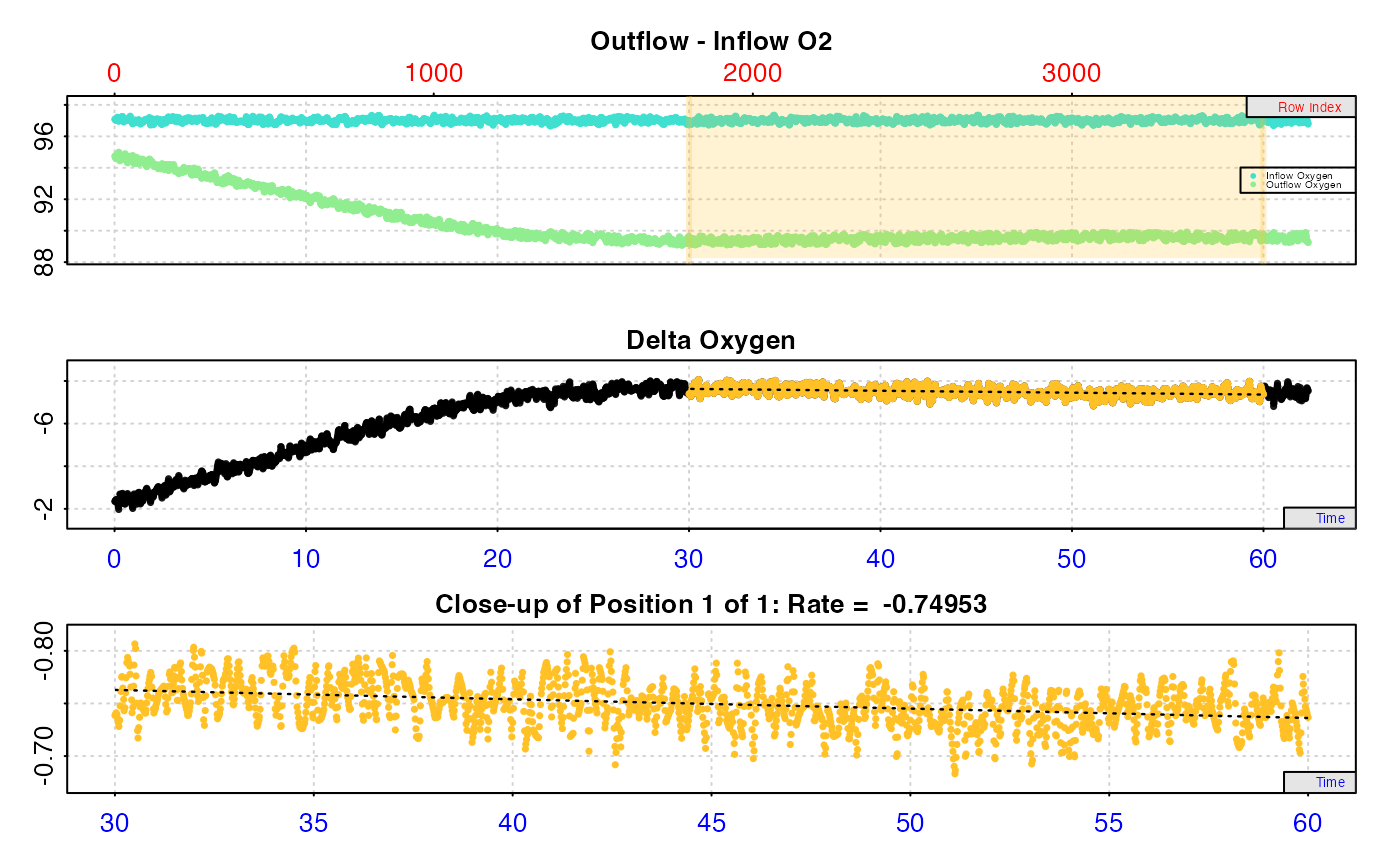 Outflow - Inflow O2
0 1000 2000 3000
Row Index
96
92
88
Inflow Oxygen
Outflow Oxygen
Delta Oxygen
-6
-2
Time
0 10 20 30 40 50 60
Close-up of Position 1 of 1: Rate = -0.74953
-0.80
-0.70
Time
30 35 40 45 50 55 60